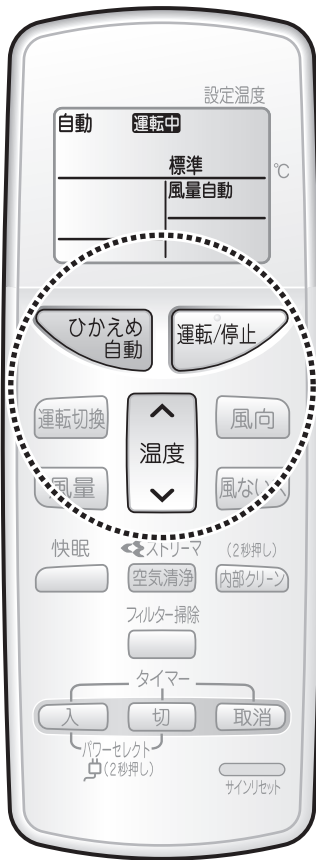 設定温度
自動 運転中
標準 ℃
風量自動
ひかえめ
自動
運転/停止
運転切換
温度
風向
風量
風ない
快眠
ストリーマ
空気清浄
(2秒押し)
内部クリーン
フィルター掃除
タイマー
入 切 取消
パワーセレクト
(2秒押し)
サインリセット